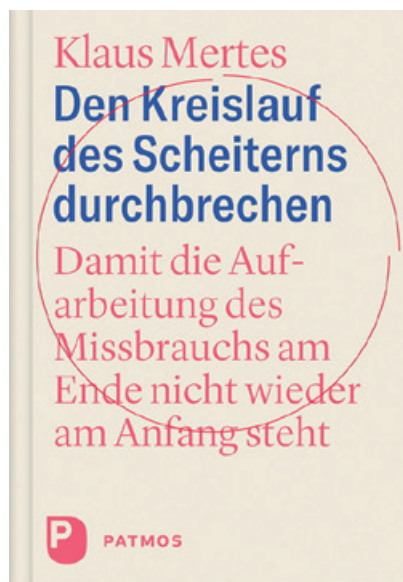 Klaus Mertes
Den Kreislauf
des Scheiterns
durchbrechen
Damit die Auf-
arbeitung des
Missbrauchs am
Ende nicht wieder
am Anfang steht
P PATMOS